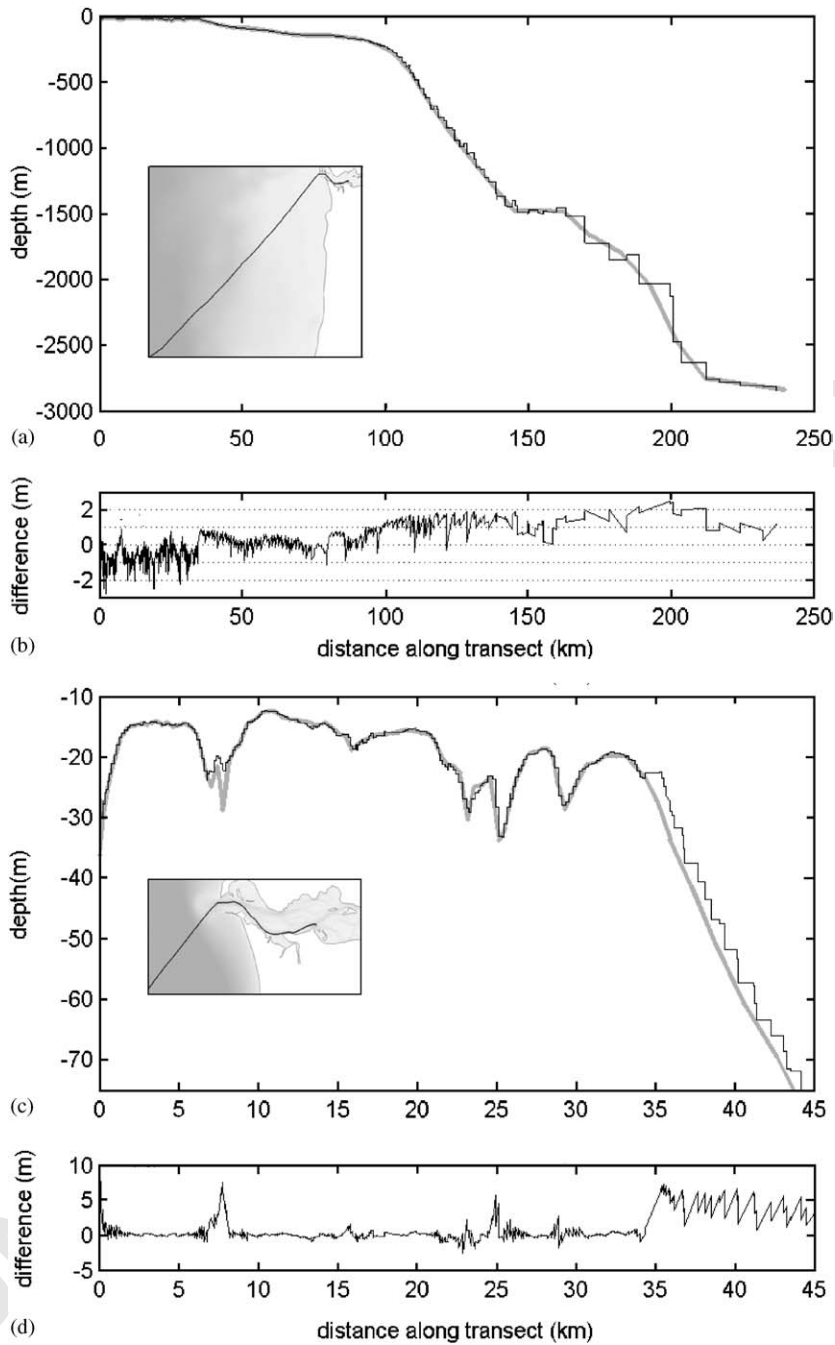 0
-500
-1000
-1500
-2000
-2500
-3000
depth (m)
0 50 100 150 200 250
(a)
2
0
-2
difference (m)
0 50 100 150 200 250
(b)
distance along transect (km)
-10
-20
-30
-40
-50
-60
-70
depth(m)
0 5 10 15 20 25 30 35 40 45
(c)
10
5
0
-5
difference (m)
0 5 10 15 20 25 30 35 40 45
(d)
distance along transect (km)